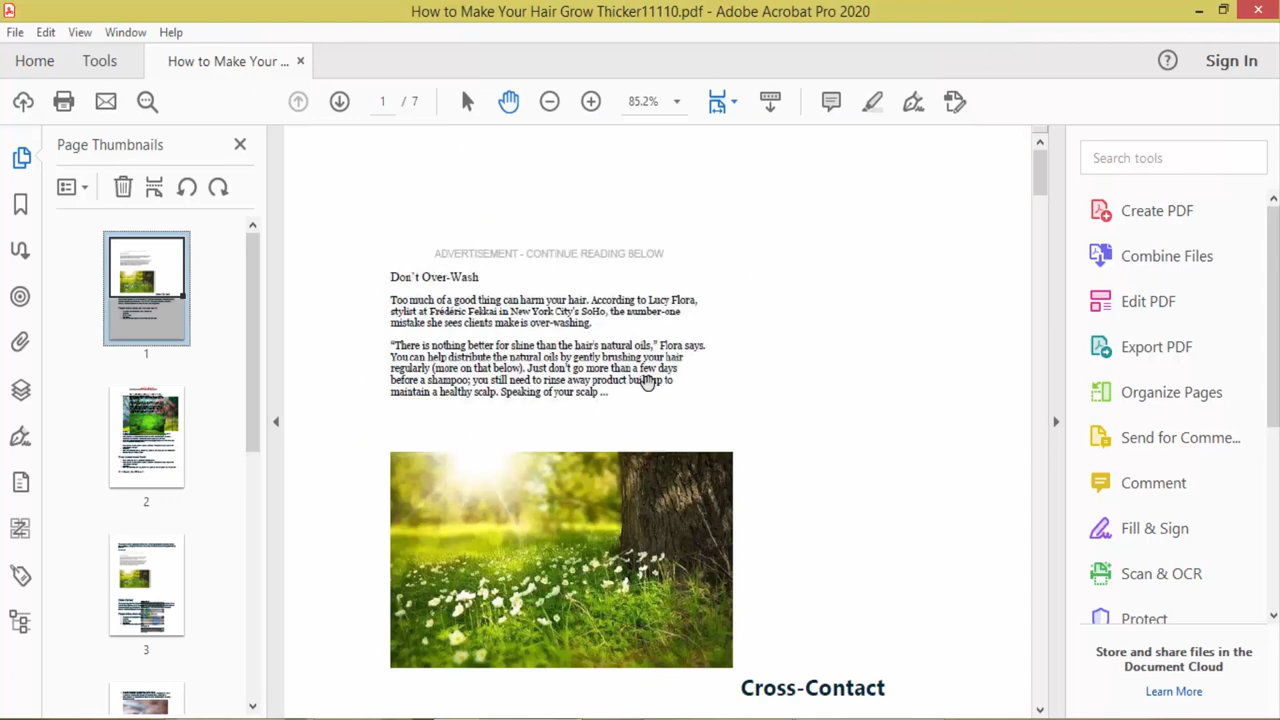 How to Make Your Hair Grow Thicker11110.pdf - Adobe Acrobat Pro 2020
File Edit View Window Help
Home Tools How to Make Your ... × Sign In
1 / 7 85.2%
Page Thumbnails
1
2
3
ADVERTISEMENT - CONTINUE READING BELOW
Don't Over-Wash
Too much of a good thing can harm your hair. According to Lucy Flora,
stylist at Frédéric Fekkai in New York City's SoHo, the number-one
mistake she sees clients make is over-washing.
"There is nothing better for shine than the hair's natural oils," Flora says.
You can help distribute the natural oils by gently brushing your hair
regularly (more on that below). Just don't go more than a few days
before a shampoo; you still need to rinse away product buildup to
maintain a healthy scalp. Speaking of your scalp ...
Cross-Contact
Search tools
Create PDF
Combine Files
Edit PDF
Export PDF
Organize Pages
Send for Comme...
Comment
Fill & Sign
Scan & OCR
Protect
Store and share files in the
Document Cloud
Learn More